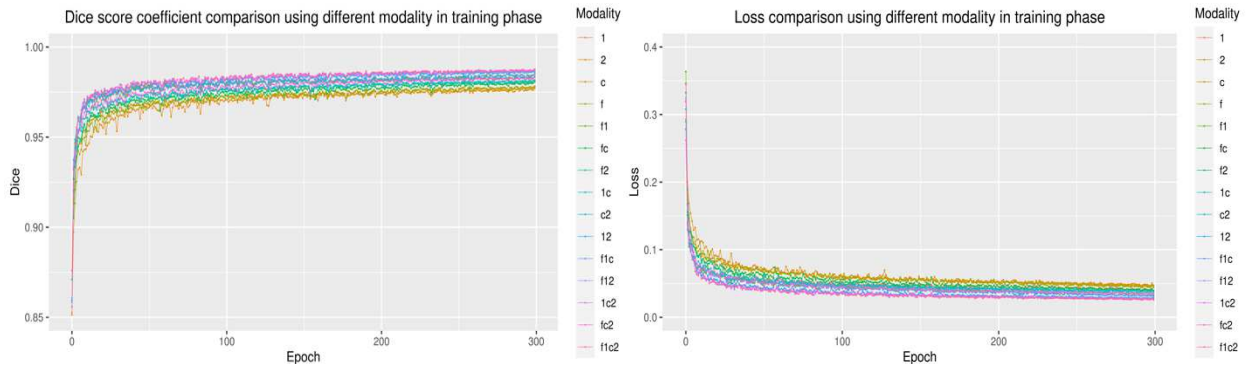 Dice score coefficient comparison using different modality in training phase
Modality
1
2
c
f
f1
fc
f2
1c
c2
12
f1c
f12
1c2
fc2
f1c2
1.00
0.95
0.90
0.85
Dice
0
100
200
300
Epoch
Loss comparison using different modality in training phase
Modality
1
2
c
f
f1
fc
f2
1c
c2
12
f1c
f12
1c2
fc2
f1c2
0.4
0.3
0.2
0.1
0.0
Loss
0
100
200
300
Epoch